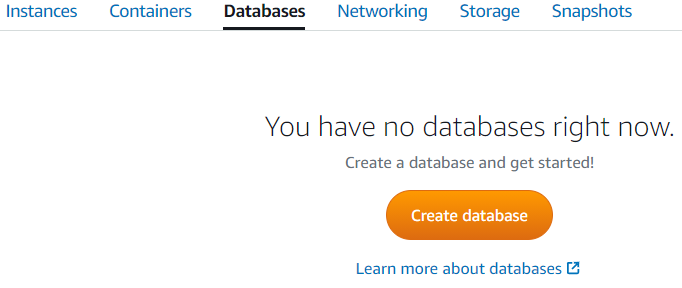 Instances Containers Databases Networking Storage Snapshots
You have no databases right now.
Create a database and get started!
Create database
Learn more about databases